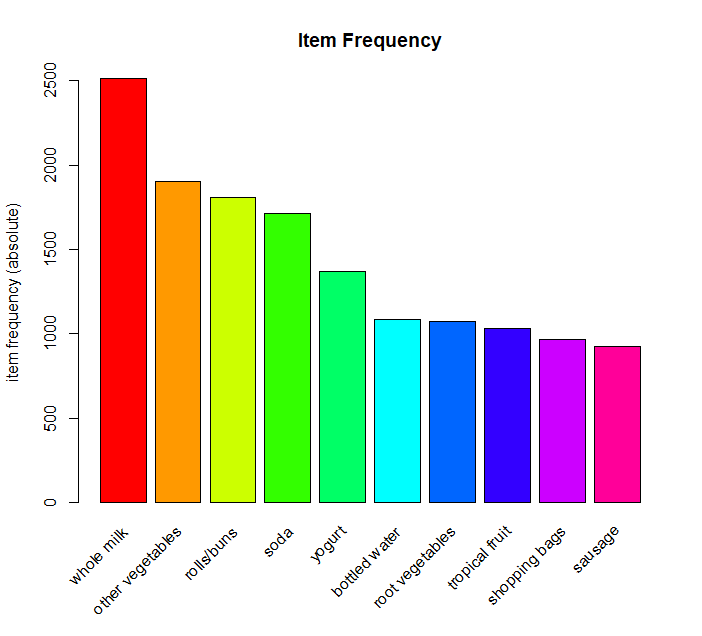 Item Frequency
item frequency (absolute)
2500
2000
1500
1000
500
0
whole milk
other vegetables
rolls/buns
soda
yogurt
bottled water
root vegetables
tropical fruit
shopping bags
sausage